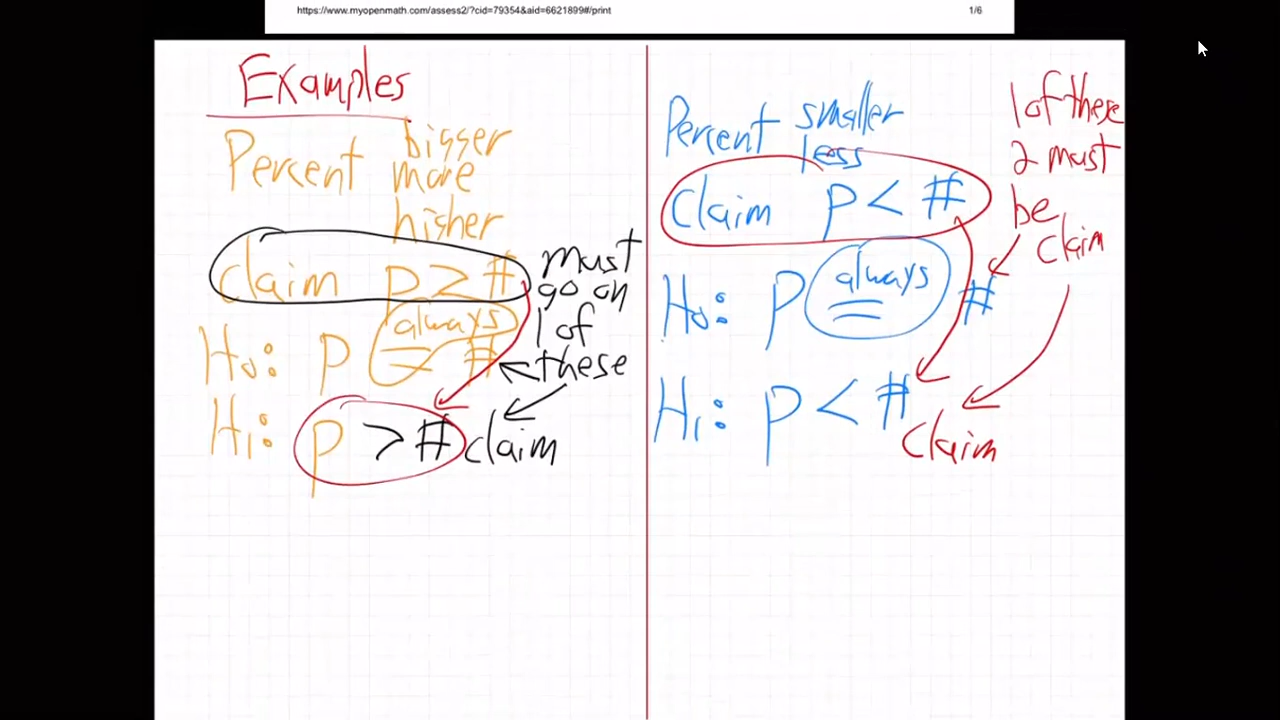 https://www.myopenmath.com/assess2/?cid=79354&aid=6621899#/print
1/6
Examples
Percent bigger
more
higher
claim p > #
always
Ho: p = #
H1: p > # claim
must
go on
1 of
these
Percent smaller
less
Claim p < #
always
Ho: p = #
H1: p < #
Claim
1 of these
2 must
be
claim